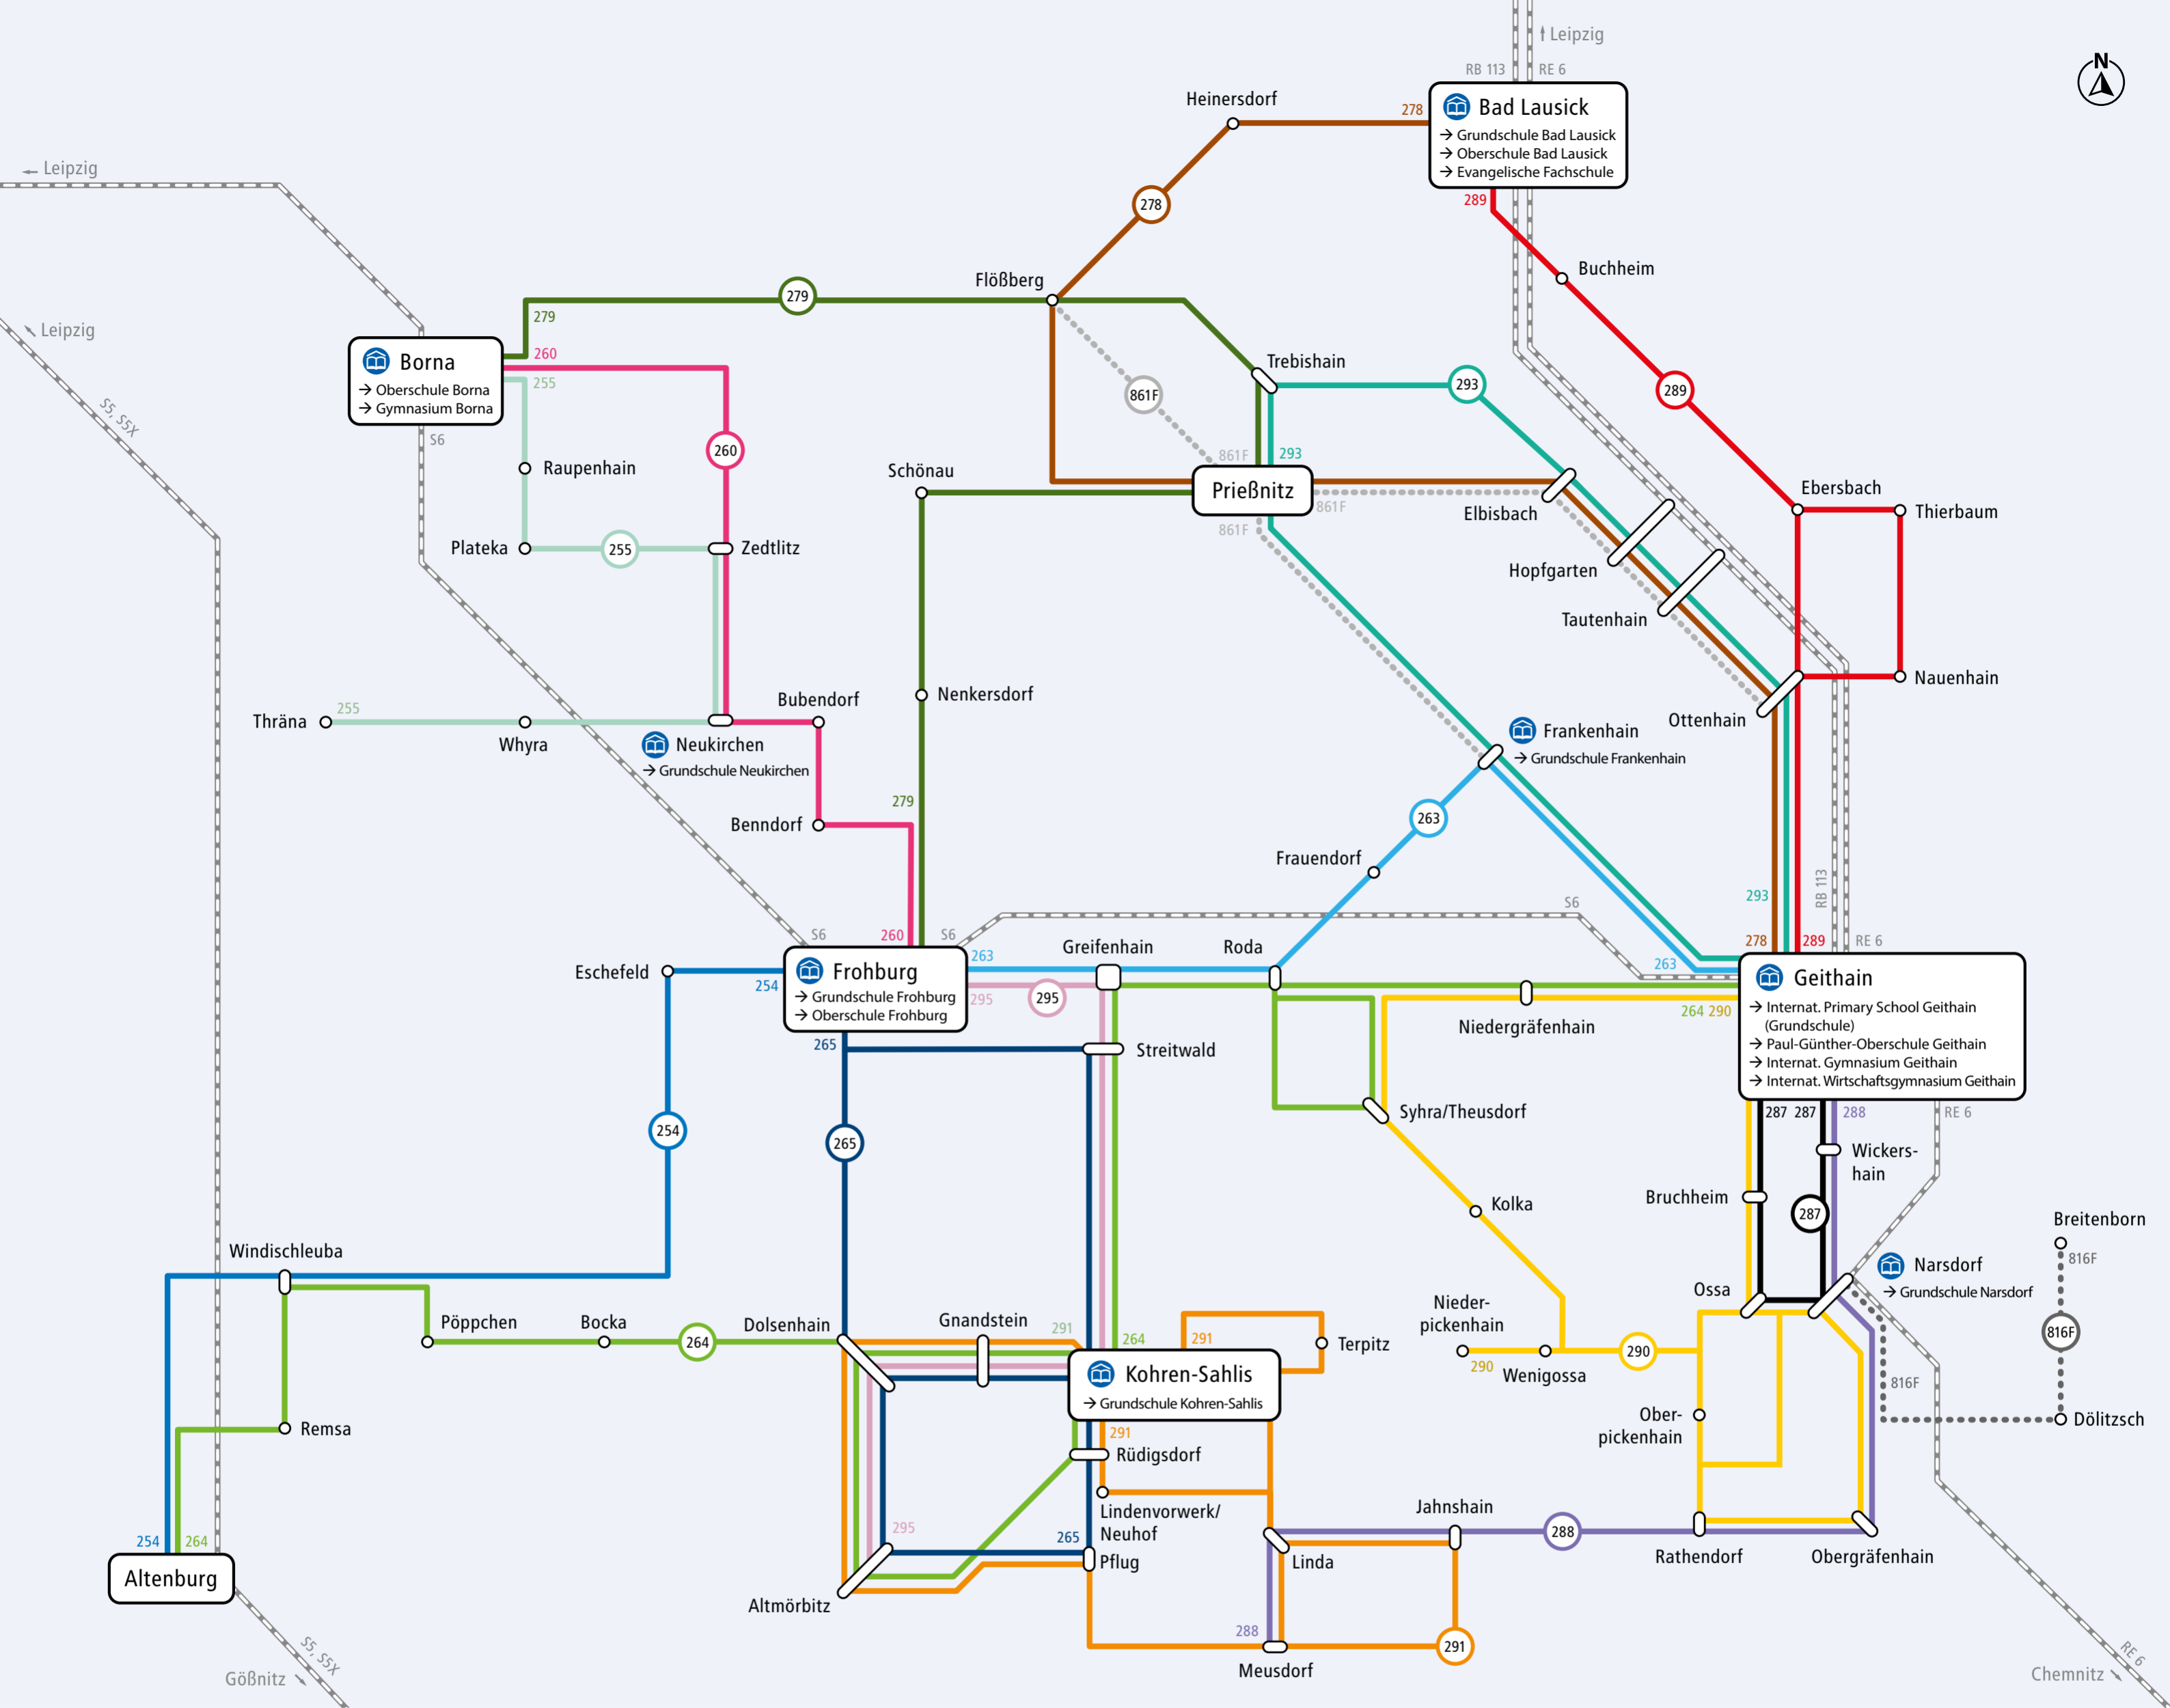 Leipzig
N
RB 113
RE 6
Heinersdorf
278
Bad Lausick
→ Grundschule Bad Lausick
→ Oberschule Bad Lausick
→ Evangelische Fachschule
Leipzig
278
289
Buchheim
Flößberg
279
279
Leipzig
Borna
→ Oberschule Borna
→ Gymnasium Borna
260
255
Trebishain
293
289
861F
S5, S5X
S6
260
861F
293
Raupenhain
Schönau
Prießnitz
861F
861F
Elbisbach
Ebersbach
Thierbaum
Plateka
255
Zedtlitz
Hopfgarten
Tautenhain
Nauenhain
Nenkersdorf
Bubendorf
Thräna
255
Whyra
Neukirchen
→ Grundschule Neukirchen
Ottenhain
Frankenhain
→ Grundschule Frankenhain
279
Benndorf
263
Frauendorf
293
RB 113
S6
S6
260
S6
278
289
RE 6
Eschefeld
254
Frohburg
→ Grundschule Frohburg
→ Oberschule Frohburg
263
295
295
Greifenhain
Roda
263
264
290
Niedergräfenhain
Geithain
→ Internat. Primary School Geithain
(Grundschule)
→ Paul-Günther-Oberschule Geithain
→ Internat. Gymnasium Geithain
→ Internat. Wirtschaftsgymnasium Geithain
265
Streitwald
254
265
Syhra/Theusdorf
287
287
288
RE 6
Wickers-
hain
Bruchheim
Kolka
287
Breitenborn
816F
Windischleuba
Narsdorf
→ Grundschule Narsdorf
Ossa
Pöppchen
Bocka
264
Dolsenhain
Gnandstein
291
264
291
Terpitz
Nieder-
pickenhain
290
Wenigossa
290
816F
Kohren-Sahlis
→ Grundschule Kohren-Sahlis
816F
Dölitzsch
Ober-
pickenhain
Remsa
291
Rüdigsdorf
Lindenvorwerk/
Neuhof
295
265
Pflug
Jahnshain
288
Linda
Rathendorf
Obergräfenhain
254
264
Altenburg
Altmörbitz
288
291
Meusdorf
S5, S5X
Gößnitz
RE 6
Chemnitz